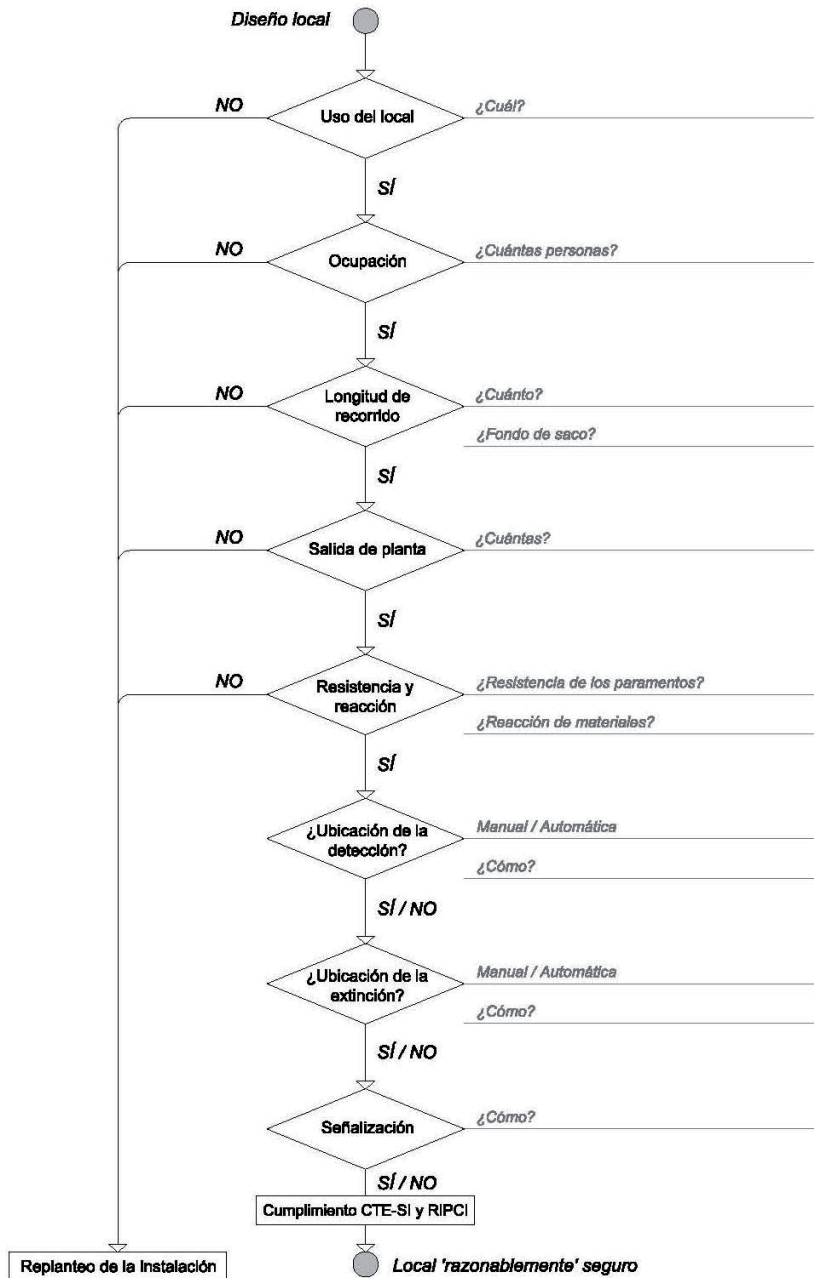 Diseño local
NO
Uso del local
¿Cuál?
SÍ
NO
Ocupación
¿Cuántas personas?
SÍ
NO
Longitud de
recorrido
¿Cuánto?
¿Fondo de saco?
SÍ
NO
Salida de planta
¿Cuántas?
SÍ
NO
Resistencia y
reacción
¿Resistencia de los paramentos?
¿Reacción de materiales?
SÍ
¿Ubicación de la
detección?
Manual / Automática
¿Cómo?
SÍ / NO
¿Ubicación de la
extinción?
Manual / Automática
¿Cómo?
SÍ / NO
Señalización
¿Cómo?
SÍ / NO
Cumplimiento CTE-SI y RIPCI
Replanteo de la instalación
Local 'razonablemente' seguro